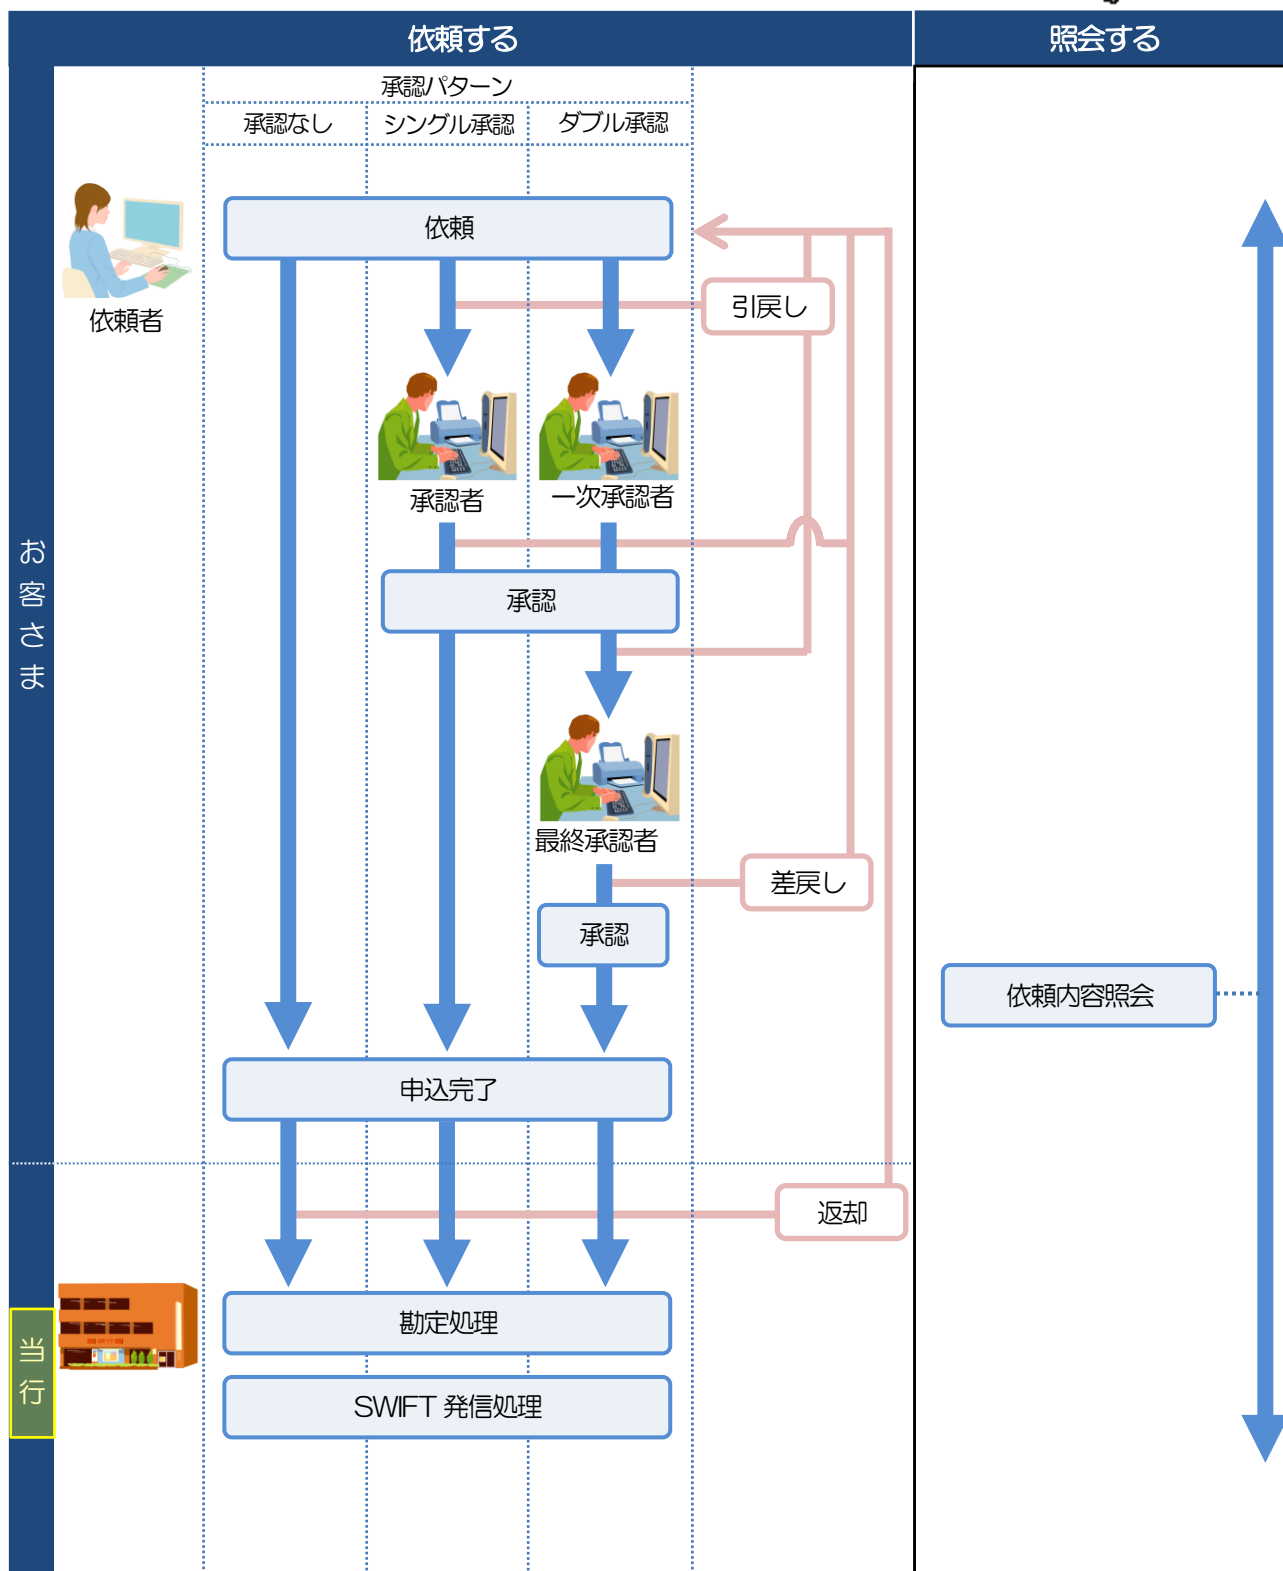 依頼する
照会する
承認パターン
承認なし
シングル承認
ダブル承認
依頼
引戻し
依頼者
承認者
一次承認者
お客さま
承認
最終承認者
差戻し
承認
依頼内容照会
申込完了
返却
勘定処理
当行
SWIFT 発信処理